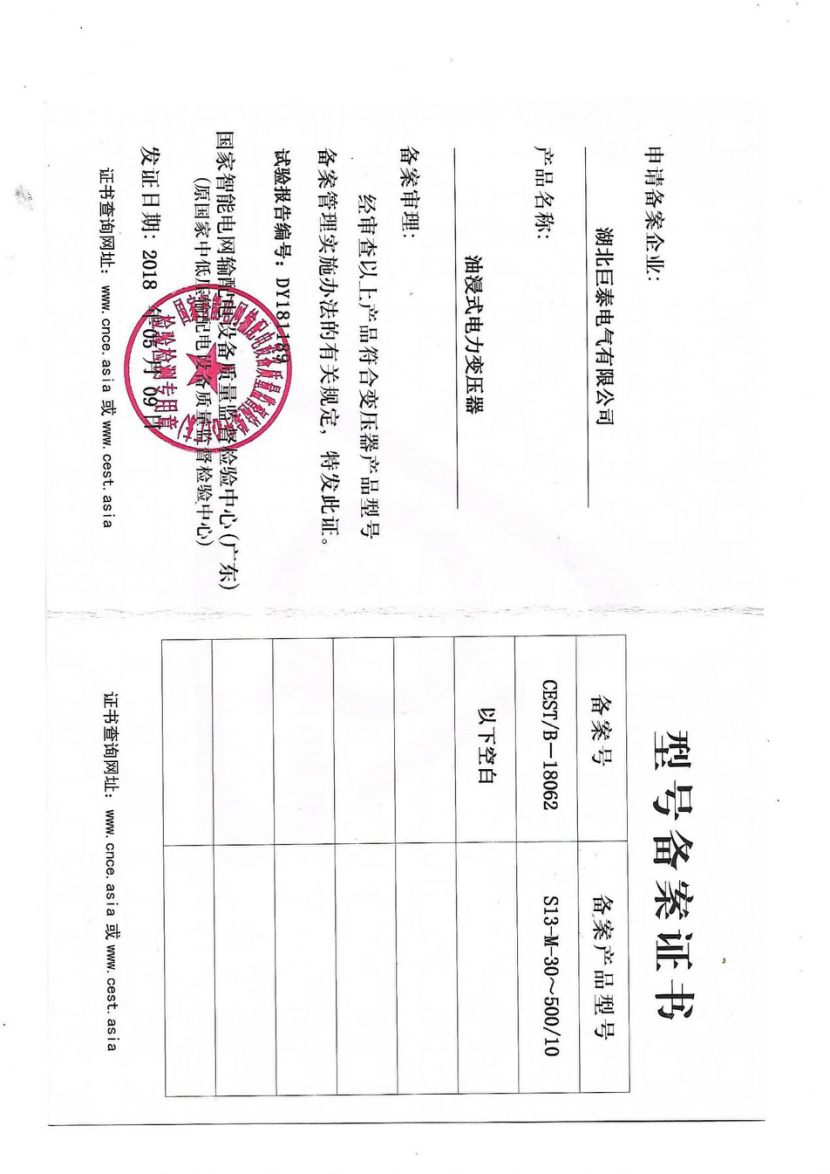 申请备案企业:
湖北巨泰电气有限公司
产品名称:
油浸式电力变压器
备案审理:
经审查以上产品符合变压器产品型号
备案管理实施办法的有关规定，特发此证。
试验报告编号: DY181189
国家智能电网输配电设备质量监督检验中心(广东)
(原国家中低压输配电设备质量监督检验中心)
发证日期: 2018 年 05 月 09 日
检验检测专用章
证书查询网址: www.cnce.asia 或 www.cest.asia
型号备案证书
备案号 备案产品型号
CEST/B-18062 S13-M-30～500/10
以下空白
证书查询网址: www.cnce.asia 或 www.cest.asia